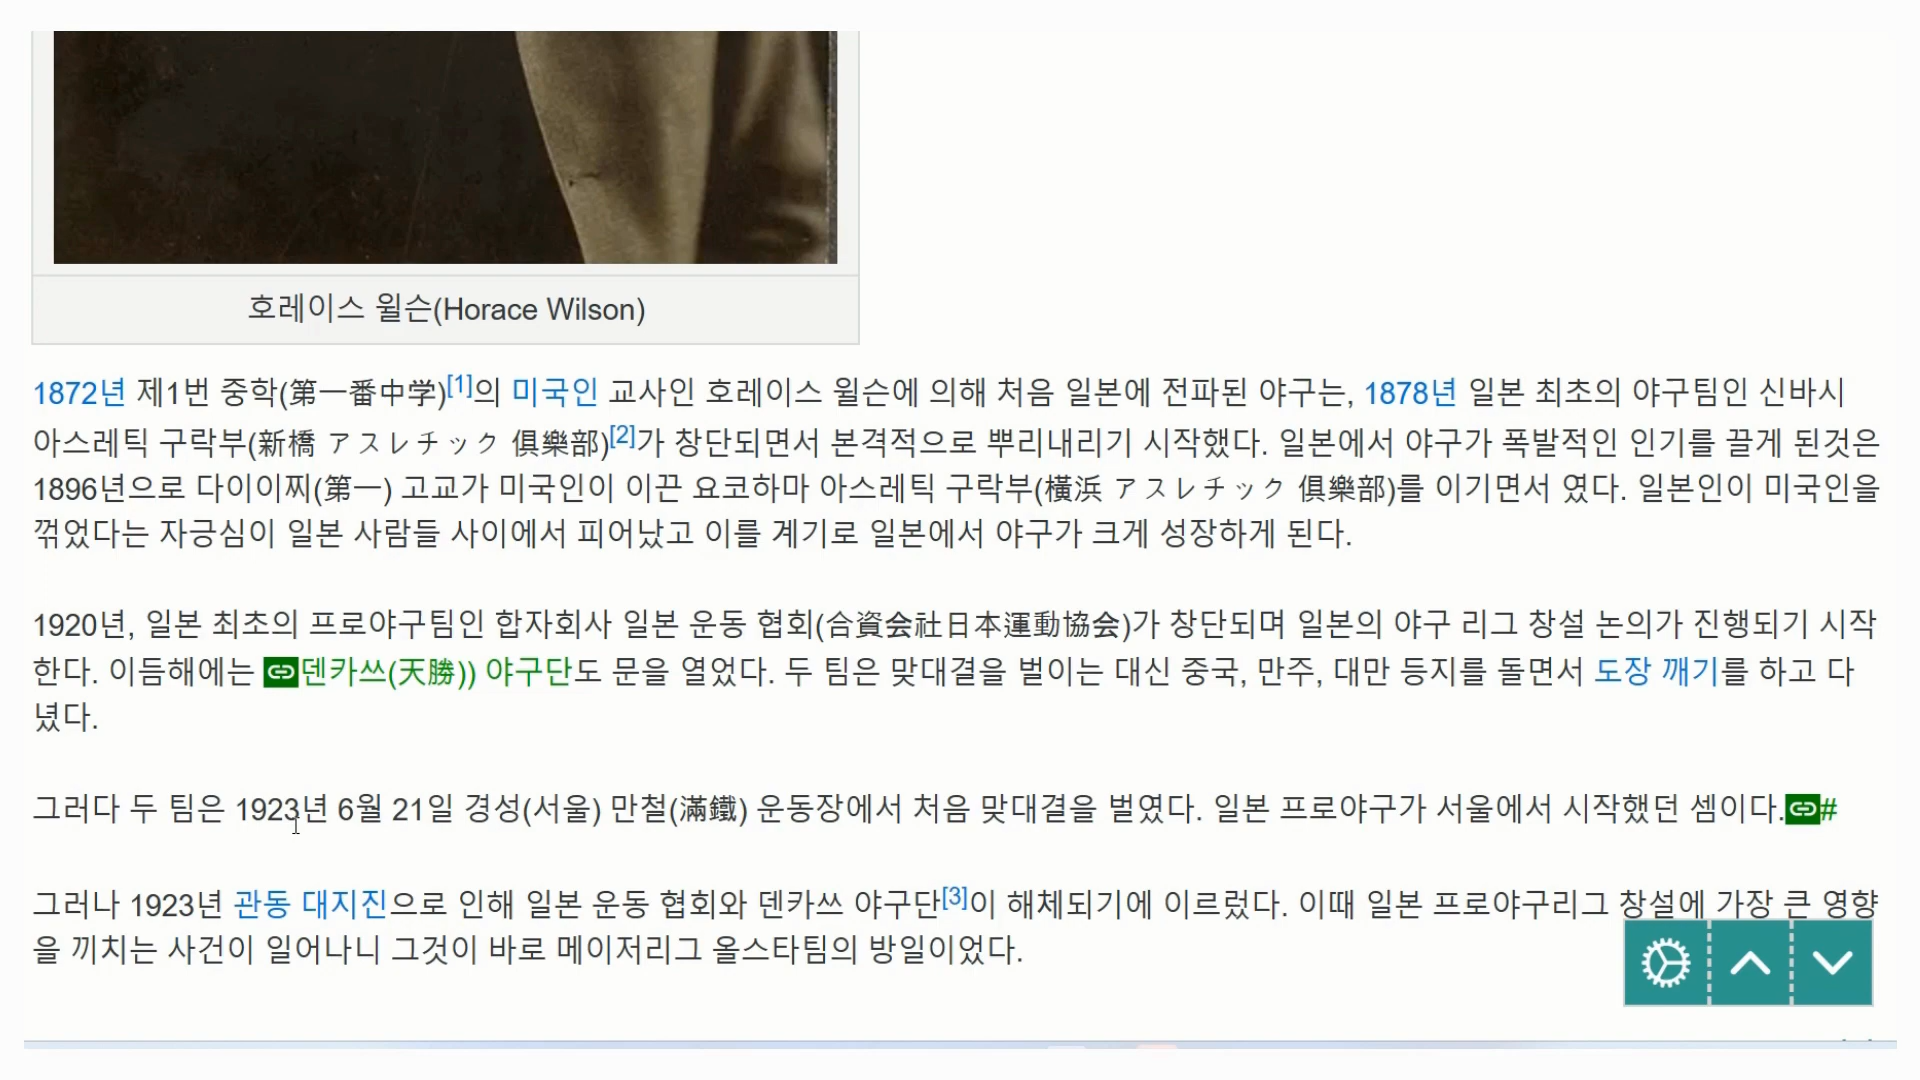 호레이스 윌슨(Horace Wilson)
1872년 제1번 중학(第一番中学)[1]의 미국인 교사인 호레이스 윌슨에 의해 처음 일본에 전파된 야구는, 1878년 일본 최초의 야구팀인 신바시
아스레틱 구락부(新橋 アスレチック 俱樂部)[2]가 창단되면서 본격적으로 뿌리내리기 시작했다. 일본에서 야구가 폭발적인 인기를 끌게 된것은
1896년으로 다이이찌(第一) 고교가 미국인이 이끈 요코하마 아스레틱 구락부(橫浜 アスレチック 俱樂部)를 이기면서 였다. 일본인이 미국인을
꺾었다는 자긍심이 일본 사람들 사이에서 피어났고 이를 계기로 일본에서 야구가 크게 성장하게 된다.
1920년, 일본 최초의 프로야구팀인 합자회사 일본 운동 협회(合資会社日本運動協会)가 창단되며 일본의 야구 리그 창설 논의가 진행되기 시작
한다. 이듬해에는 덴카쓰(天勝)) 야구단도 문을 열었다. 두 팀은 맞대결을 벌이는 대신 중국, 만주, 대만 등지를 돌면서 도장 깨기를 하고 다
녔다.
그러다 두 팀은 1923년 6월 21일 경성(서울) 만철(滿鐵) 운동장에서 처음 맞대결을 벌였다. 일본 프로야구가 서울에서 시작했던 셈이다.#
그러나 1923년 관동 대지진으로 인해 일본 운동 협회와 덴카쓰 야구단[3]이 해체되기에 이르렀다. 이때 일본 프로야구리그 창설에 가장 큰 영향
을 끼치는 사건이 일어나니 그것이 바로 메이저리그 올스타팀의 방일이었다.